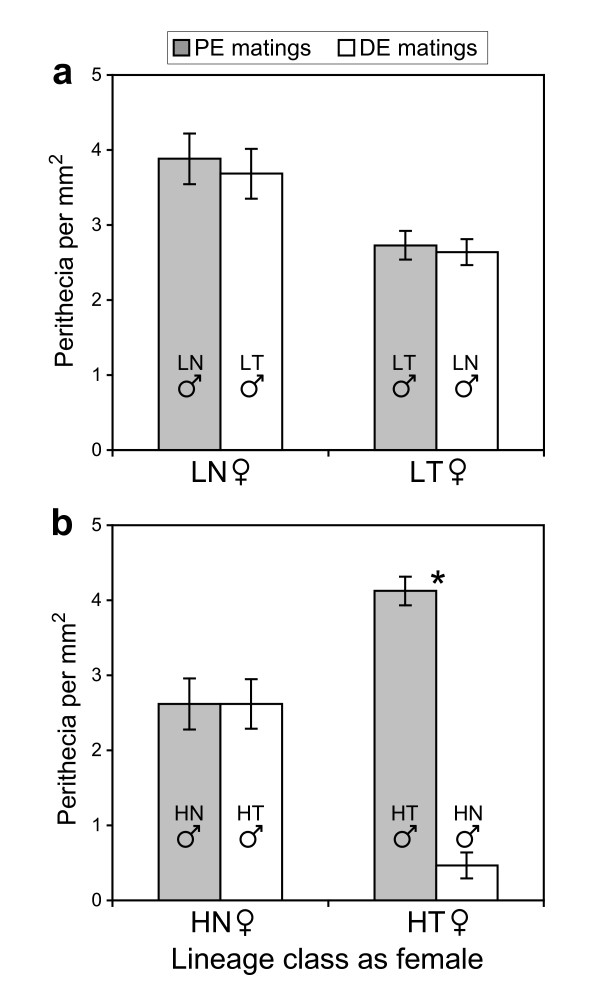 PE matings DE matings
a
Perithecia per mm2
5
4
3
2
1
0
LN ♂ LT ♂ LT ♂ LN ♂
LN♀ LT♀
b
Perithecia per mm2
5
4
3
2
1
0
*
HN ♂ HT ♂ HT ♂ HN ♂
HN♀ HT♀
Lineage class as female